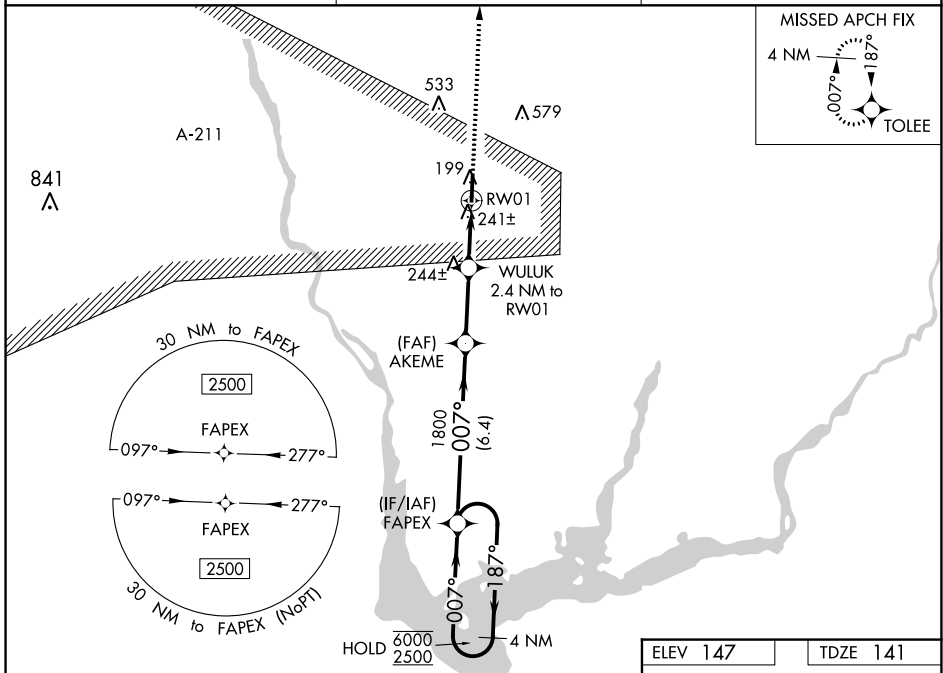 MISSED APCH FIX
4 NM
187°
007°
TOLEE
533
579
A-211
841
199
RW01
241±
244±
WULUK
2.4 NM to
RW01
(FAF)
AKEME
30 NM to FAPEX
2500
FAPEX
097°
277°
1800
007°
(6.4)
097°
277°
FAPEX
2500
30 NM to FAPEX (NoPT)
(IF/IAF)
FAPEX
007°
187°
HOLD 6000
2500
4 NM
ELEV 147
TDZE 141